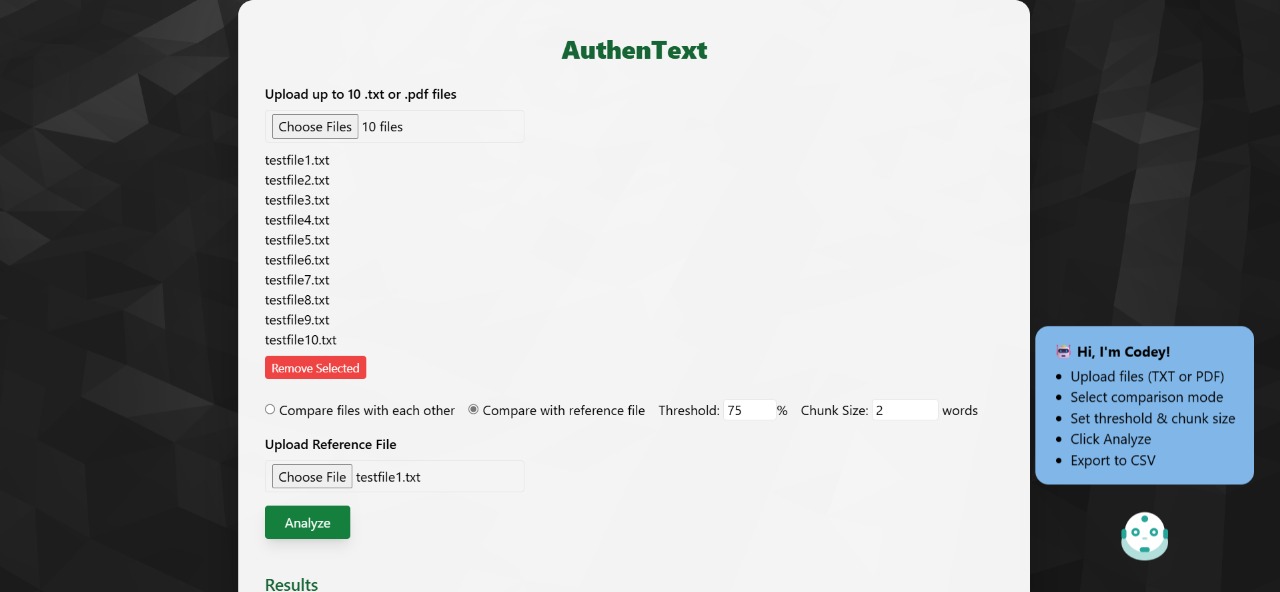 AuthenText
Upload up to 10 .txt or .pdf files
Choose Files 10 files
testfile1.txt
testfile2.txt
testfile3.txt
testfile4.txt
testfile5.txt
testfile6.txt
testfile7.txt
testfile8.txt
testfile9.txt
testfile10.txt
Remove Selected
Compare files with each other Compare with reference file Threshold: 75 % Chunk Size: 2 words
Upload Reference File
Choose File testfile1.txt
Analyze
Results
Hi, I'm Codey!
Upload files (TXT or PDF)
Select comparison mode
Set threshold & chunk size
Click Analyze
Export to CSV